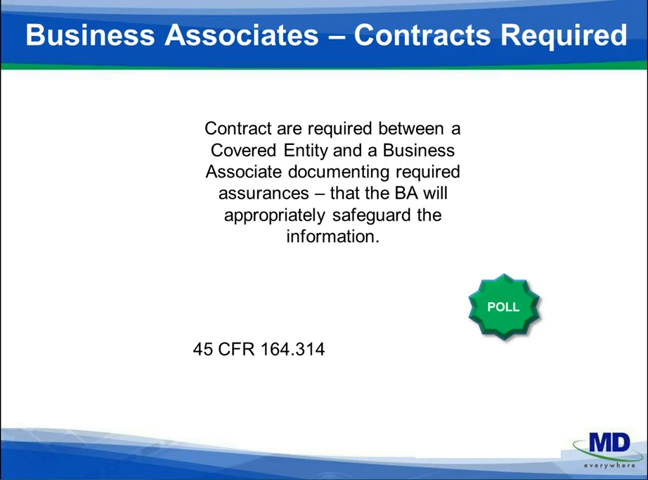 Business Associates – Contracts Required
Contract are required between a
Covered Entity and a Business
Associate documenting required
assurances – that the BA will
appropriately safeguard the
information.
POLL
45 CFR 164.314
MD
everywhere